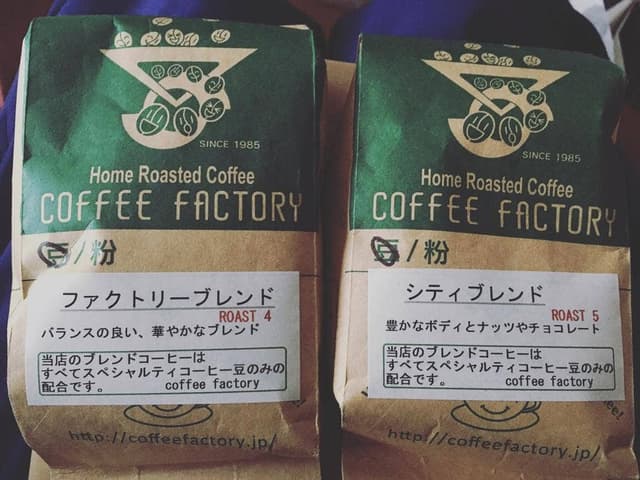 SINCE 1985
Home Roasted Coffee
COFFEE FACTORY
豆/粉
ファクトリーブレンド
ROAST 4
バランスの良い、華やかなブレンド
当店のブレンドコーヒーは
すべてスペシャルティコーヒー豆のみの
配合です。 coffee factory
http://coffeefactory.jp/
SINCE 1985
Home Roasted Coffee
COFFEE FACTORY
豆/粉
シティブレンド
ROAST 5
豊かなボディとナッツやチョコレート
当店のブレンドコーヒーは
すべてスペシャルティコーヒー豆のみの
配合です。 coffee factory
http://coffeefactory.jp/